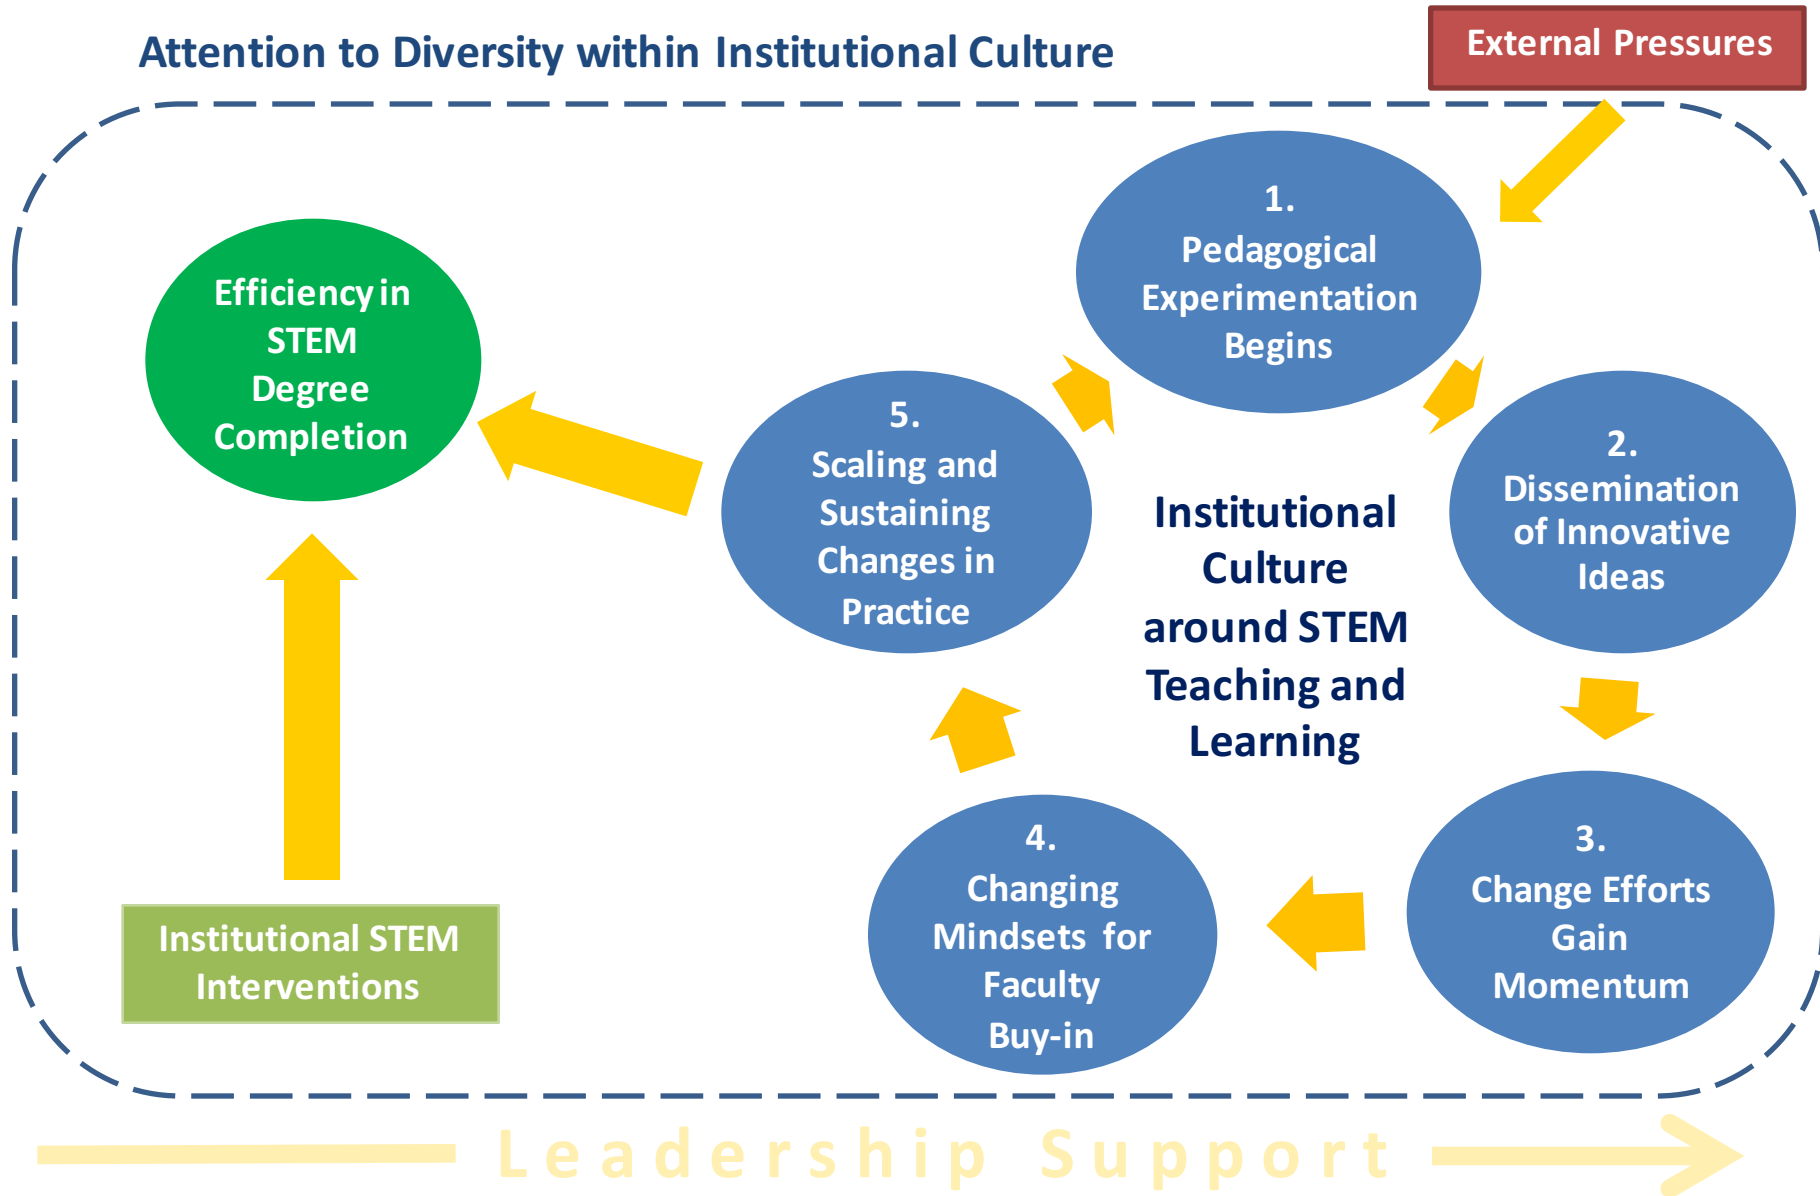 Attention to Diversity within Institutional Culture
External Pressures
1.
Pedagogical
Experimentation
Begins
Efficiency in
STEM
Degree
Completion
5.
Scaling and
Sustaining
Changes in
Practice
2.
Dissemination
of Innovative
Ideas
Institutional
Culture
around STEM
Teaching and
Learning
3.
Change Efforts
Gain
Momentum
4.
Changing
Mindsets for
Faculty
Buy-in
Institutional STEM
Interventions
Leadership Support